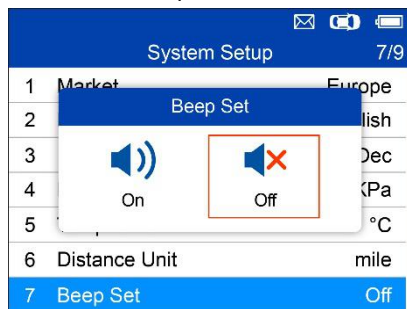 System Setup 7/9
1 Market Europe
Beep Set
2 lish
3 Dec
4 KPa
On Off
5 °C
6 Distance Unit mile
7 Beep Set Off